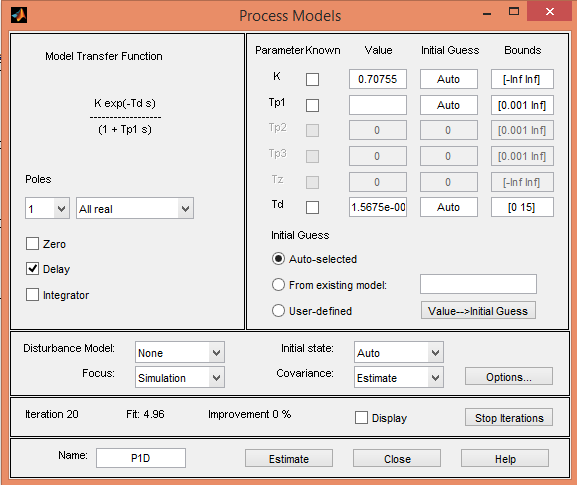 Process Models
Model Transfer Function
K exp(-Td s)
------------------
(1 + Tp1 s)
Poles
1 All real
Zero
Delay
Integrator
Parameter Known Value Initial Guess Bounds
K 0.70755 Auto [-Inf Inf]
Tp1 Auto [0.001 Inf]
Tp2 0 0 [0.001 Inf]
Tp3 0 0 [0.001 Inf]
Tz 0 0 [-Inf Inf]
Td 1.5675e-00 Auto [0 15]
Initial Guess
Auto-selected
From existing model:
User-defined Value-->Initial Guess
Disturbance Model: None Initial state: Auto
Focus: Simulation Covariance: Estimate Options...
Iteration 20 Fit: 4.96 Improvement 0 % Display Stop Iterations
Name: P1D Estimate Close Help